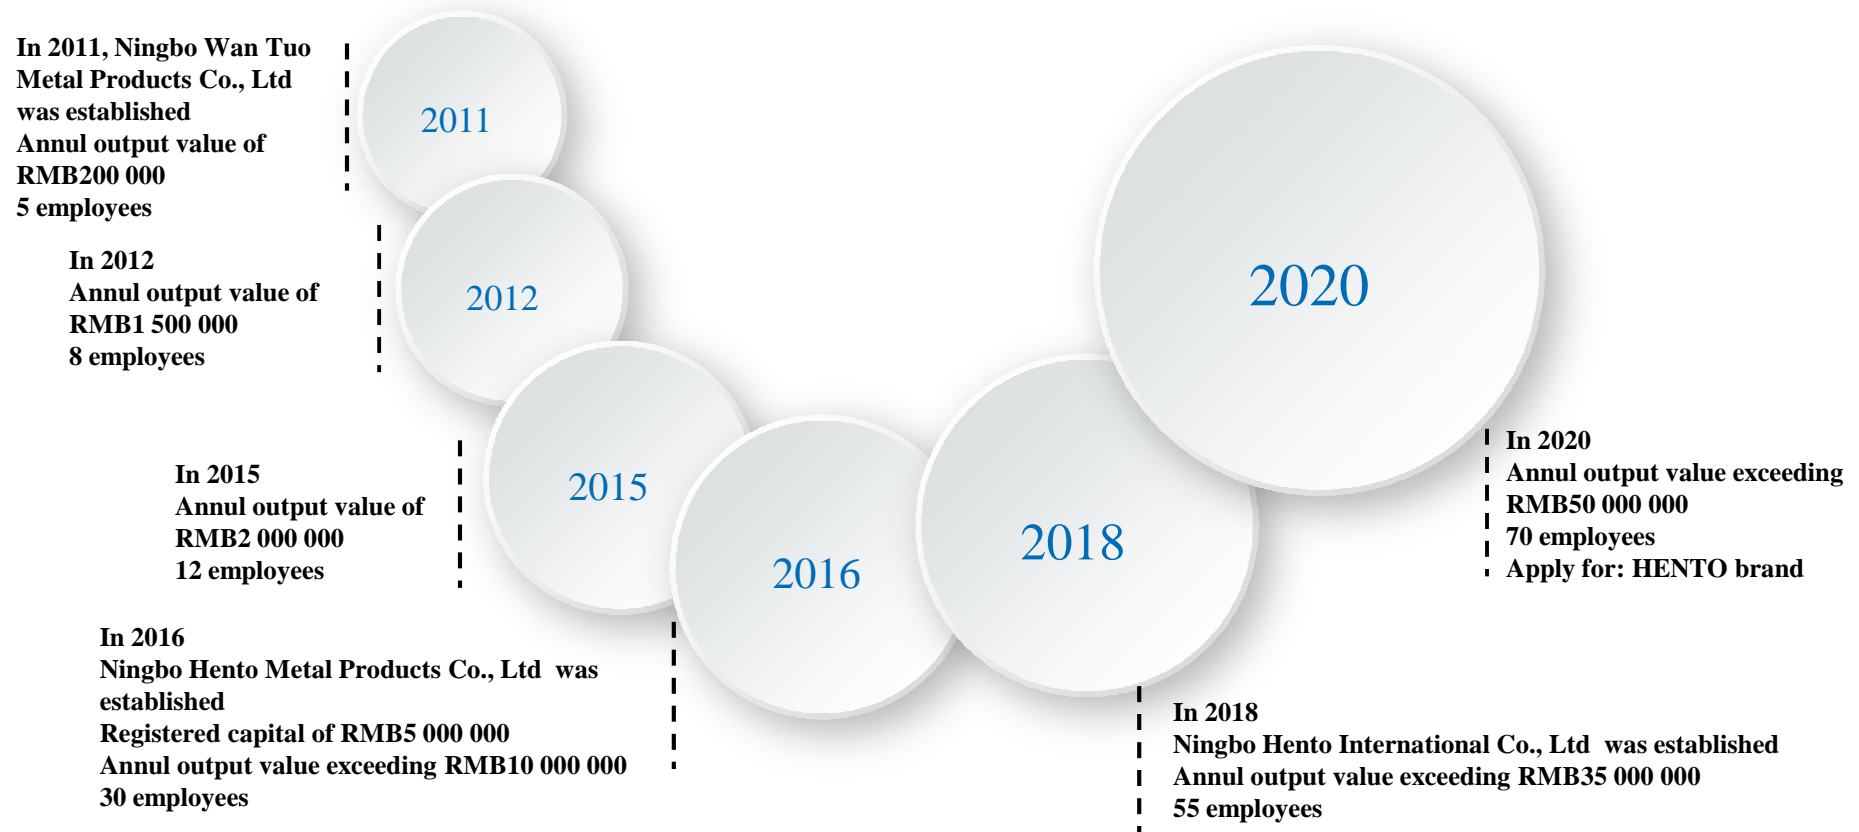 In 2011, Ningbo Wan Tuo
Metal Products Co., Ltd
was established
Annul output value of
RMB200 000
5 employees
2011
In 2012
Annul output value of
RMB1 500 000
8 employees
2012
In 2015
Annul output value of
RMB2 000 000
12 employees
2015
In 2016
Ningbo Hento Metal Products Co., Ltd was
established
Registered capital of RMB5 000 000
Annul output value exceeding RMB10 000 000
30 employees
2016
2018
In 2018
Ningbo Hento International Co., Ltd was established
Annul output value exceeding RMB35 000 000
55 employees
2020
In 2020
Annul output value exceeding
RMB50 000 000
70 employees
Apply for: HENTO brand